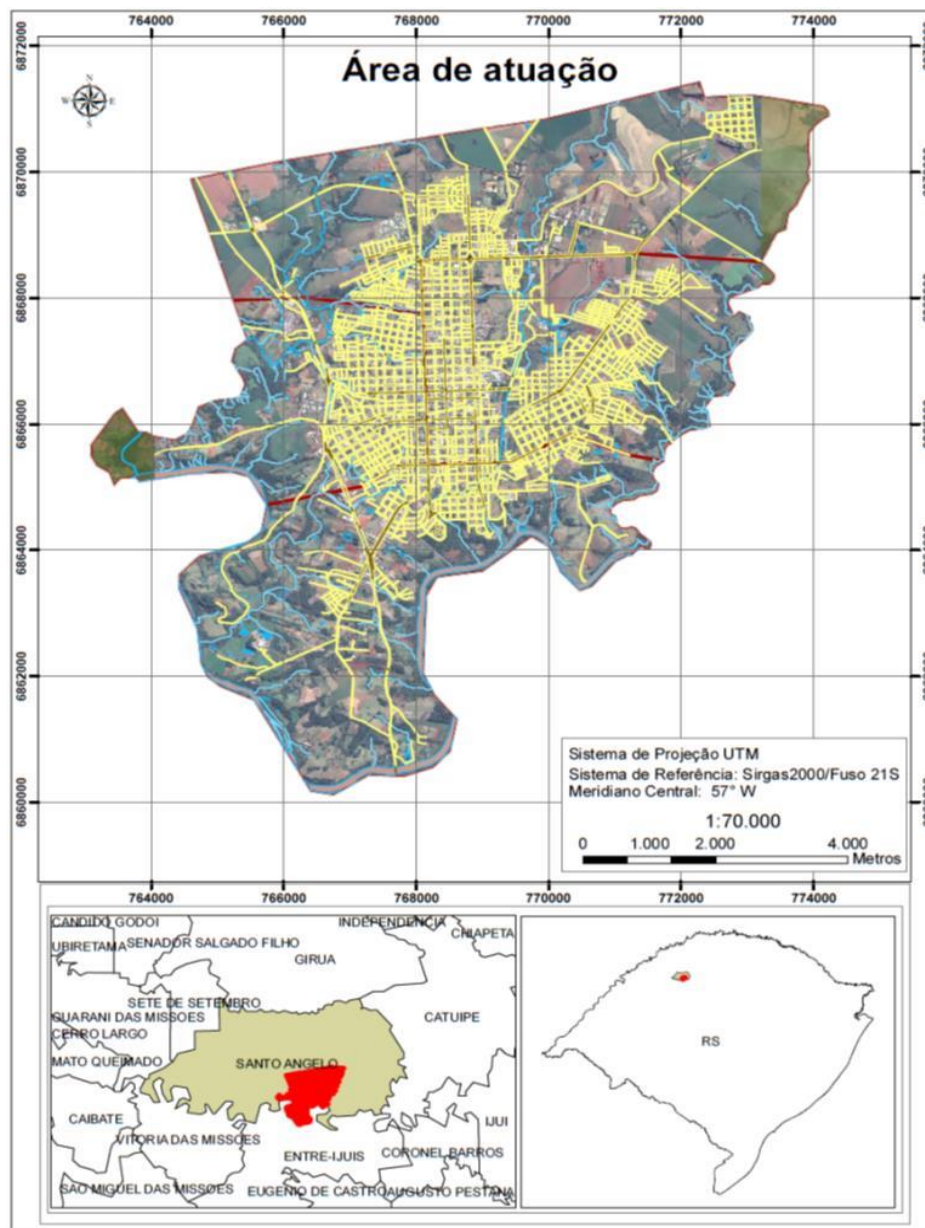 764000 766000 768000 770000 772000 774000
6872000
Área de atuação
N
W E
S
6870000
6868000
6866000
6864000
6862000
6860000
Sistema de Projeção UTM
Sistema de Referência: Sirgas2000/Fuso 21S
Meridiano Central: 57° W
1:70.000
0 1.000 2.000 4.000
Metros
764000 766000 768000 770000 772000 774000
CANDIDO GODOI
INDEPENDENCIA
CHIAPETA
UBIRETAMA
SENADOR SALGADO FILHO
GIRUA
SETE DE SETEMBRO
GUARANI DAS MISSOES
CATUIPE
CERRO LARGO
MATO QUEIMADO
SANTO ANGELO
CAIBATE
IJUI
VITORIA DAS MISSOES
ENTRE-IJUIS
CORONEL BARROS
SAO MIGUEL DAS MISSOES
EUGENIO DE CASTRO
AUGUSTO PESTANA
RS